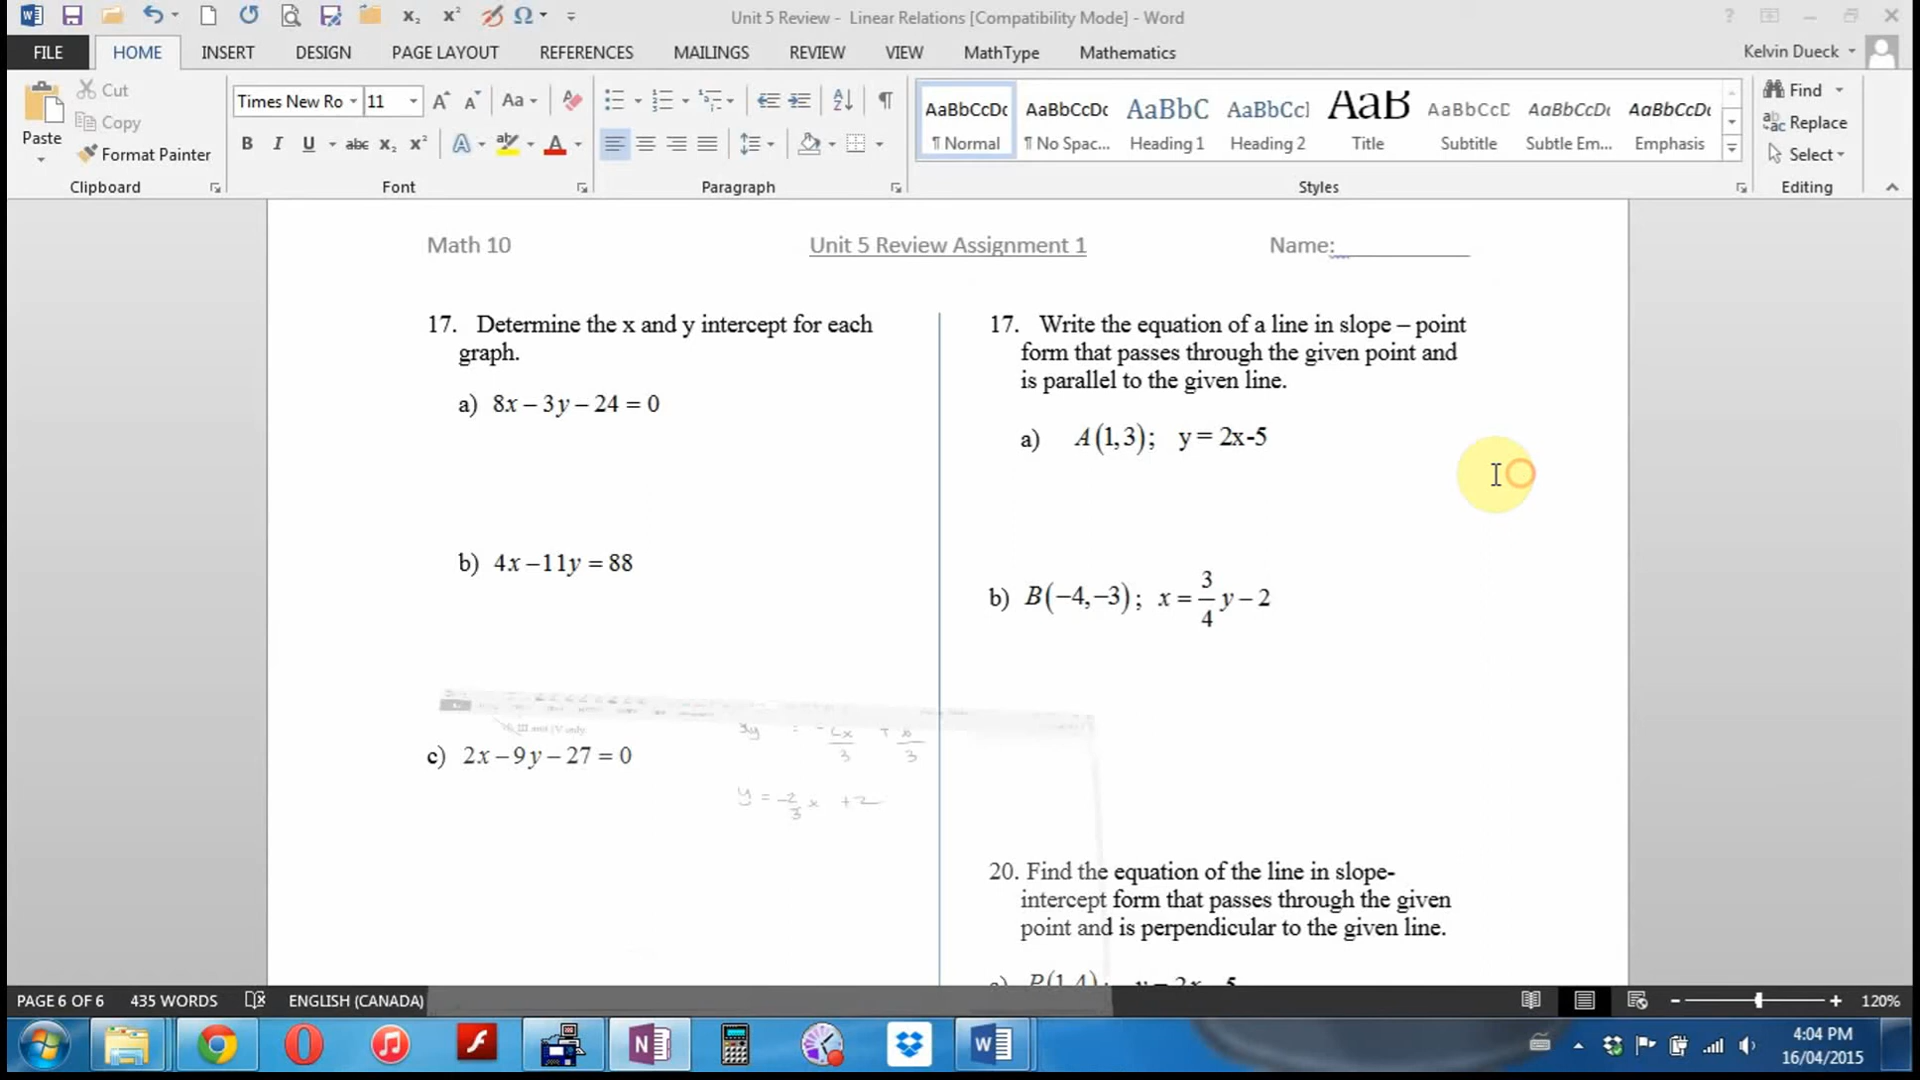 Unit 5 Review - Linear Relations [Compatibility Mode] - Word
FILE HOME INSERT DESIGN PAGE LAYOUT REFERENCES MAILINGS REVIEW VIEW MathType Mathematics Kelvin Dueck
Paste
Cut
Copy
Format Painter
Clipboard
Times New Ro 11
Font
Paragraph
AaBbCcDc AaBbCcDc AaBbC AaBbCcI AaB AaBbCcD AaBbCcDt AaBbCcDt
¶ Normal ¶ No Spac... Heading 1 Heading 2 Title Subtitle Subtle Em... Emphasis
Styles
Find
Replace
Select
Editing
Math 10 Unit 5 Review Assignment 1 Name:__________
17. Determine the x and y intercept for each
graph.
a) 8x – 3y – 24 = 0
b) 4x – 11y = 88
c) 2x – 9y – 27 = 0
y = -2/3 x + 2
17. Write the equation of a line in slope – point
form that passes through the given point and
is parallel to the given line.
a) A(1,3); y = 2x-5
b) B(−4,−3); x = 3/4 y − 2
20. Find the equation of the line in slope-
intercept form that passes through the given
point and is perpendicular to the given line.
PAGE 6 OF 6 435 WORDS ENGLISH (CANADA) 120%
4:04 PM
16/04/2015